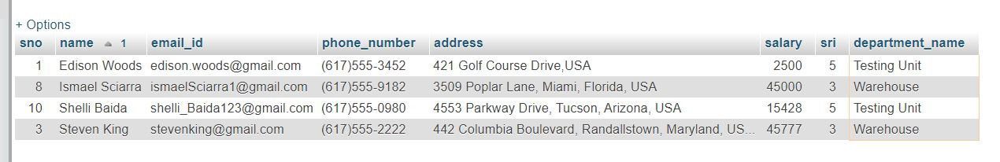 + Options
sno name 1 email_id phone_number address salary sri department_name
1 Edison Woods edison.woods@gmail.com (617)555-3452 421 Golf Course Drive,USA 2500 5 Testing Unit
8 Ismael Sciarra ismaelSciarra1@gmail.com (617)555-9182 3509 Poplar Lane, Miami, Florida, USA 45000 3 Warehouse
10 Shelli Baida shelli_Baida123@gmail.com (617)555-0980 4553 Parkway Drive, Tucson, Arizona, USA 15428 5 Testing Unit
3 Steven King stevenking@gmail.com (617)555-2222 442 Columbia Boulevard, Randallstown, Maryland, US... 45777 3 Warehouse